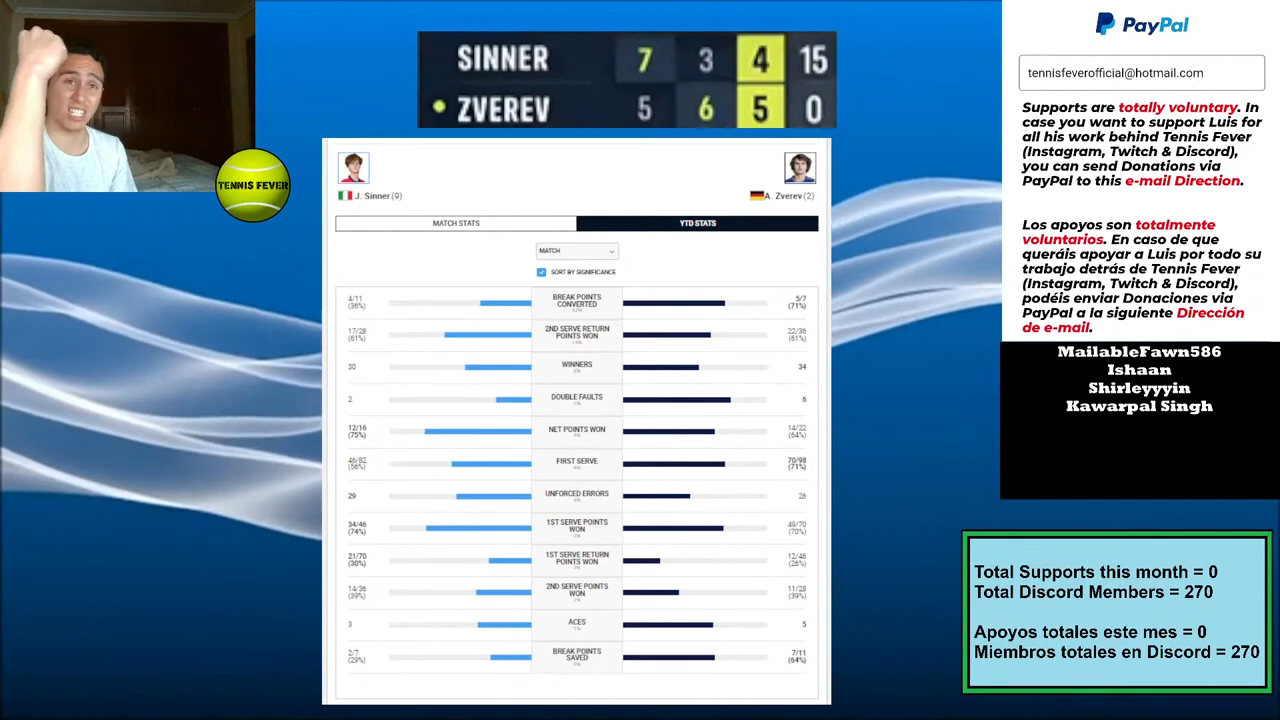 SINNER 7 3 4 15
ZVEREV 5 6 5 0
TENNIS FEVER
J. Sinner (9)
A. Zverev (2)
MATCH STATS
YTD STATS
MATCH
SORT BY SIGNIFICANCE
4/11
(36%)
BREAK POINTS
CONVERTED
5/7
(71%)
17/28
(61%)
2ND SERVE RETURN
POINTS WON
22/36
(61%)
30
WINNERS
34
2
DOUBLE FAULTS
6
12/16
(75%)
NET POINTS WON
14/22
(64%)
46/82
(56%)
FIRST SERVE
70/98
(71%)
29
UNFORCED ERRORS
26
34/46
(74%)
1ST SERVE POINTS
WON
49/70
(70%)
21/70
(30%)
1ST SERVE RETURN
POINTS WON
12/46
(26%)
14/36
(39%)
2ND SERVE POINTS
WON
11/28
(39%)
3
ACES
5
2/7
(29%)
BREAK POINTS
SAVED
7/11
(64%)
PayPal
tennisfeverofficial@hotmail.com
Supports are totally voluntary. In
case you want to support Luis for
all his work behind Tennis Fever
(Instagram, Twitch & Discord),
you can send Donations via
PayPal to this e-mail Direction.
Los apoyos son totalmente
voluntarios. En caso de que
queráis apoyar a Luis por todo su
trabajo detrás de Tennis Fever
(Instagram, Twitch & Discord),
podéis enviar Donaciones via
PayPal a la siguiente Dirección
de e-mail.
MailableFawn586
Ishaan
Shirleyyyin
Kawarpal Singh
Total Supports this month = 0
Total Discord Members = 270
Apoyos totales este mes = 0
Miembros totales en Discord = 270